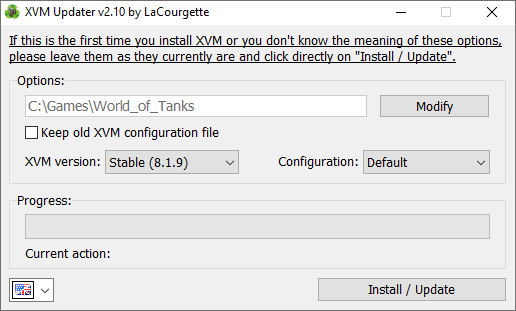 XVM Updater v2.10 by LaCourgette
If this is the first time you install XVM or you don't know the meaning of these options,
please leave them as they currently are and click directly on "Install / Update".
Options:
C:\Games\World_of_Tanks
Modify
Keep old XVM configuration file
XVM version: Stable (8.1.9) Configuration: Default
Progress:
Current action:
Install / Update